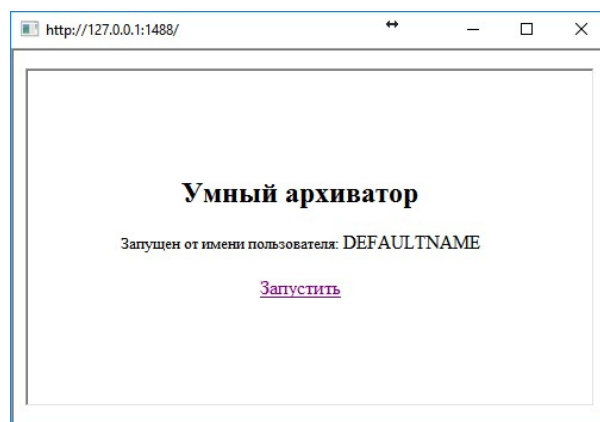 http://127.0.0.1:1488/
Умный архиватор
Запущен от имени пользователя: DEFAULTNAME
Запустить